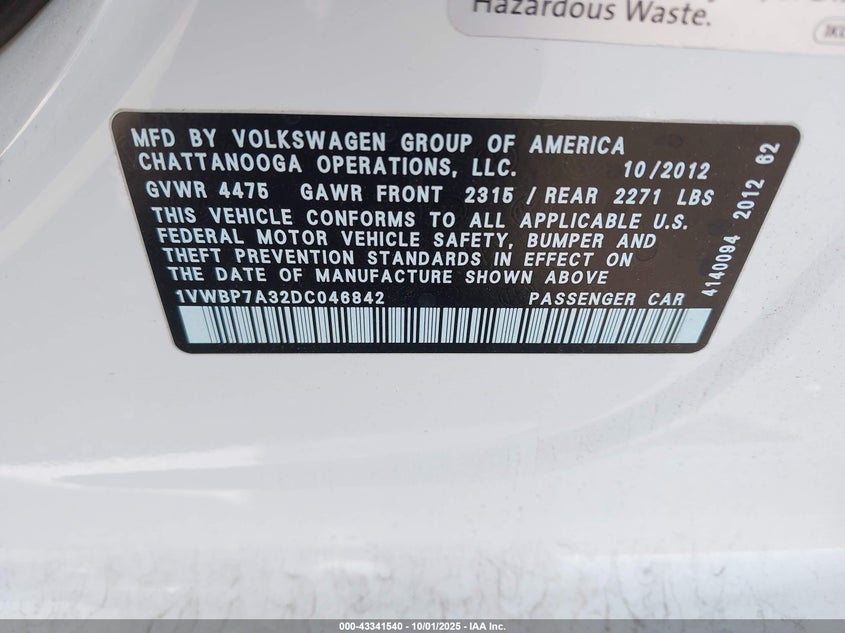 Hazardous Waste.
MFD BY VOLKSWAGEN GROUP OF AMERICA
CHATTANOOGA OPERATIONS, LLC. 10/2012
GVWR 4475 GAWR FRONT 2315 / REAR 2271 LBS
THIS VEHICLE CONFORMS TO ALL APPLICABLE U.S.
FEDERAL MOTOR VEHICLE SAFETY, BUMPER AND
THEFT PREVENTION STANDARDS IN EFFECT ON
THE DATE OF MANUFACTURE SHOWN ABOVE
1VWBP7A32DC046842 PASSENGER CAR
4140094 2012 62
000-43341540 - 10/01/2025 - IAA Inc.